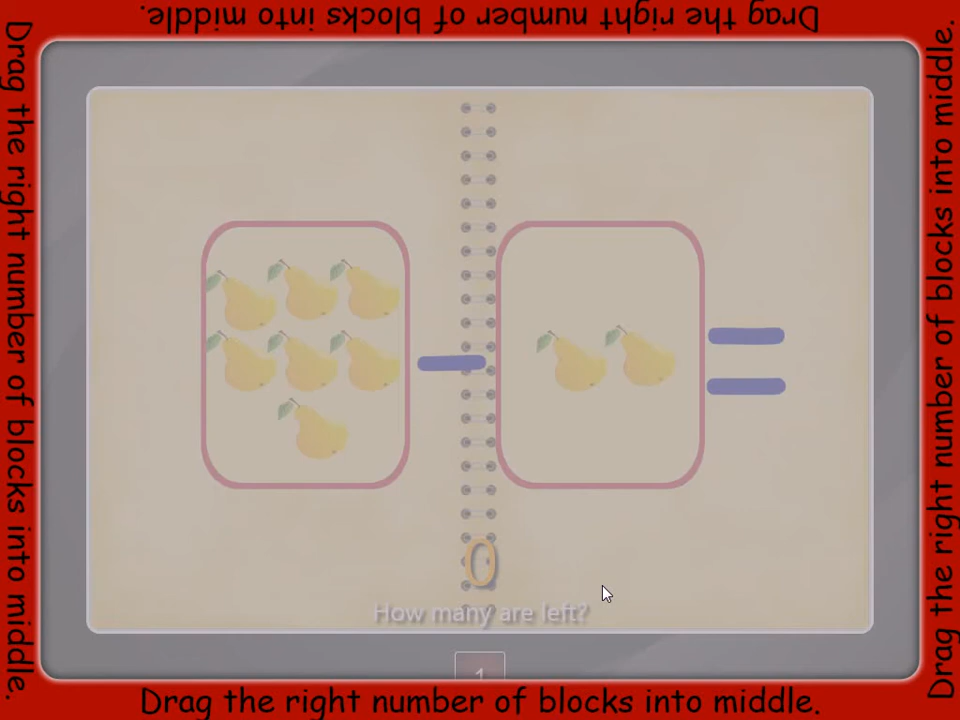 Drag the right number of blocks into middle.
Drag the right number of blocks into middle.
Drag the right number of blocks into middle.
0
How many are left?
1
Drag the right number of blocks into middle.